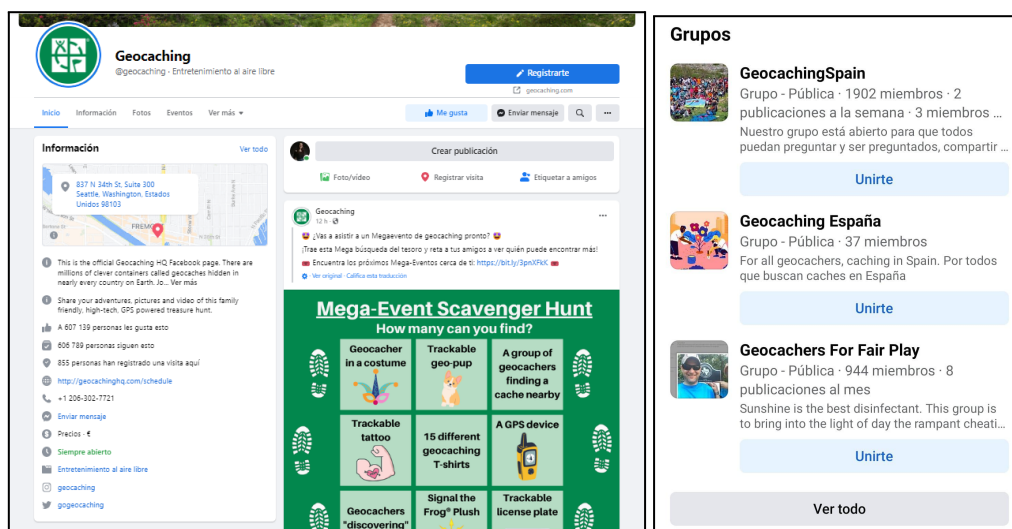 Geocaching
@geocaching · Entretenimiento al aire libre
Registrarte
geocaching.com
Inicio Información Fotos Eventos Ver más
Me gusta Enviar mensaje
Información Ver todo
837 N 34th St, Suite 300
Seattle, Washington, Estados
Unidos 98103
FREMO
This is the official Geocaching HQ Facebook page. There are
millions of clever containers called geocaches hidden in
nearly every country on Earth. Jo... Ver más
Share your adventures, pictures and video of this family
friendly, high-tech, GPS powered treasure hunt.
A 607 139 personas les gusta esto
606 789 personas siguen esto
855 personas han registrado una visita aquí
http://geocachinghq.com/schedule
+1 206-302-7721
Enviar mensaje
Precios · €
Siempre abierto
Entretenimiento al aire libre
geocaching
gogeocaching
Crear publicación
Foto/vídeo Registrar visita Etiquetar a amigos
Geocaching
12 h ·
¿Vas a asistir a un Megaevento de geocaching pronto?
¡Trae esta Mega búsqueda del tesoro y reta a tus amigos a ver quién puede encontrar más!
Encuentra los próximos Mega-Eventos cerca de ti: https://bit.ly/3pnXFkK
· Ver original · Califica esta traducción
Mega-Event Scavenger Hunt
How many can you find?
Geocacher
in a costume
Trackable
geo-pup
A group of
geocachers
finding a
cache nearby
Trackable
tattoo
15 different
geocaching
T-shirts
A GPS device
Geocachers
"discovering"
Signal the
Frog® Plush
Trackable
license plate
Grupos
GeocachingSpain
Grupo - Pública · 1902 miembros · 2
publicaciones a la semana · 3 miembros ...
Nuestro grupo está abierto para que todos
puedan preguntar y ser preguntados, compartir ...
Unirte
Geocaching España
Grupo - Pública · 37 miembros
For all geocachers, caching in Spain. Por todos
que buscan caches en España
Unirte
Geocachers For Fair Play
Grupo - Pública · 944 miembros · 8
publicaciones al mes
Sunshine is the best disinfectant. This group is
to bring into the light of day the rampant cheati...
Unirte
Ver todo